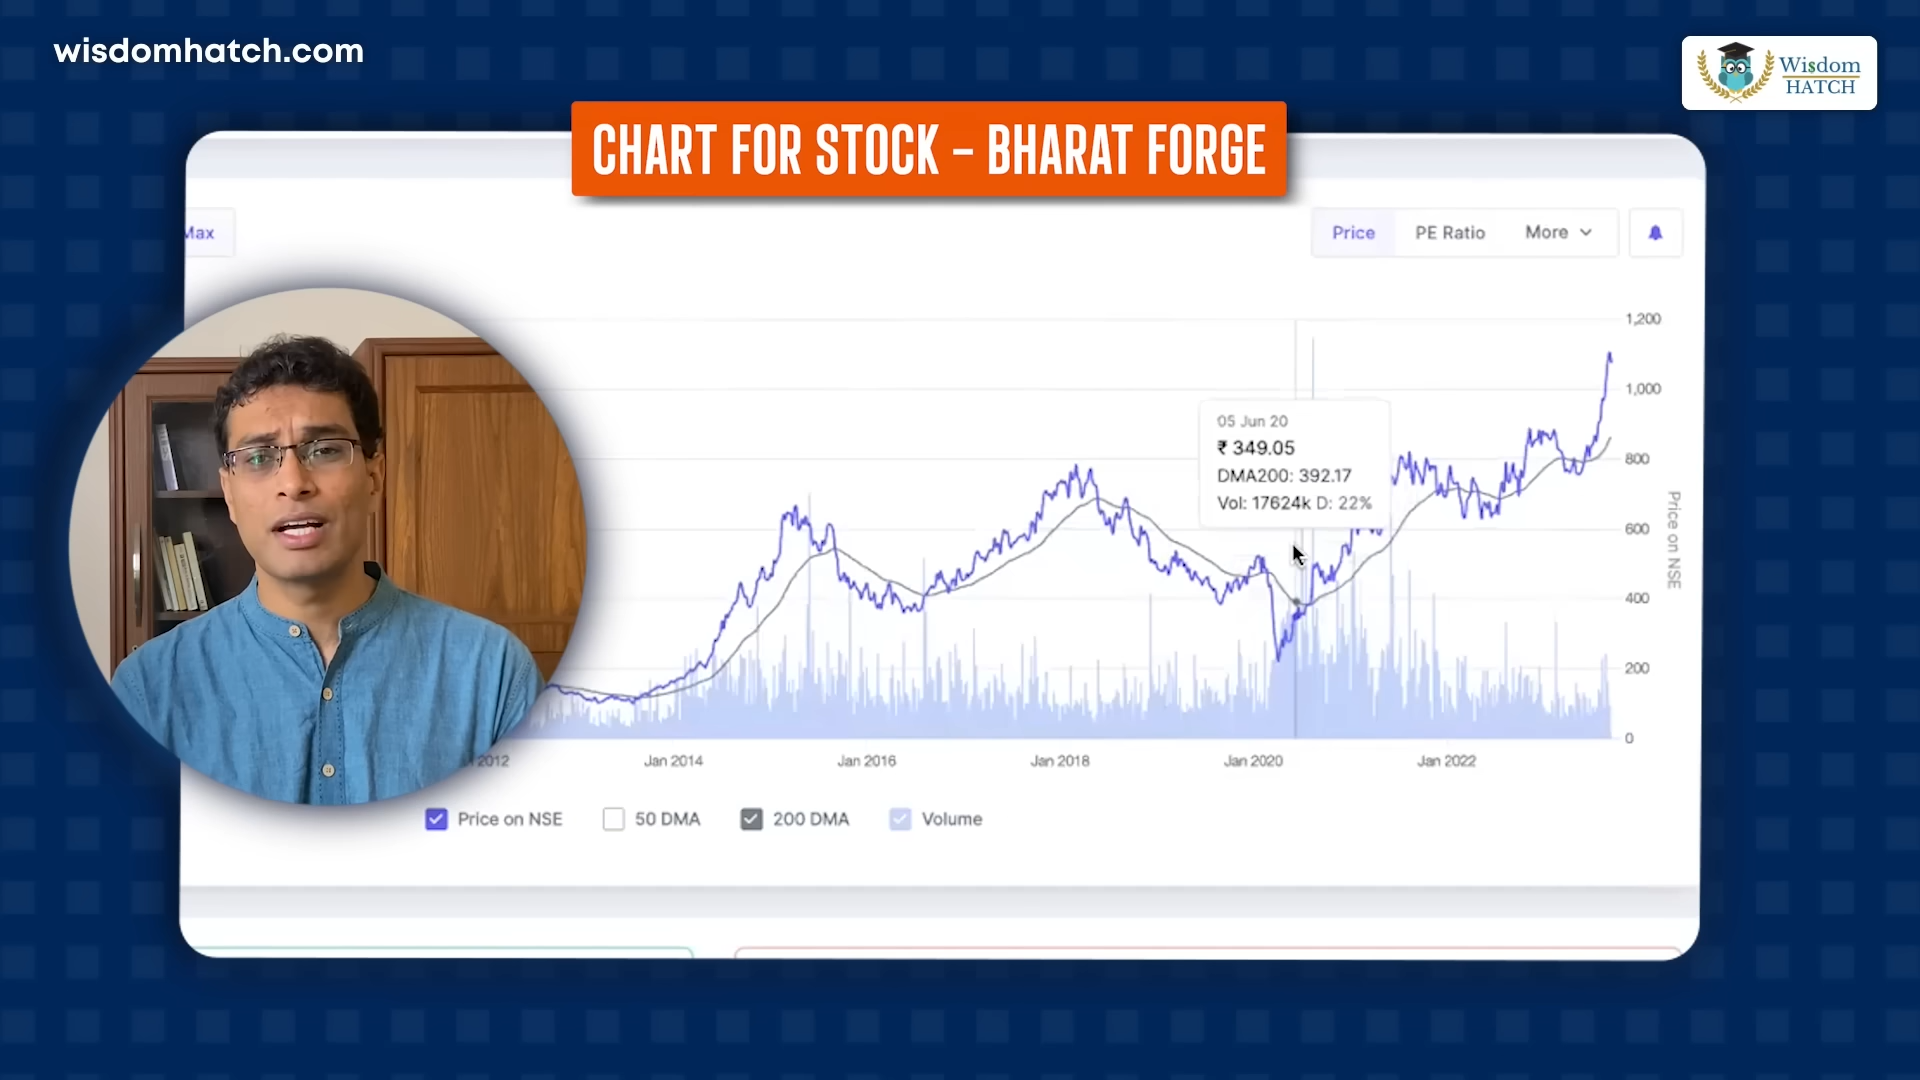 wisdomhatch.com
Wisdom
HATCH
CHART FOR STOCK – BHARAT FORGE
Max
Price
PE Ratio
More
1,200
1,000
800
600
400
200
0
Price on NSE
05 Jun 20
₹ 349.05
DMA200: 392.17
Vol: 17624k D: 22%
2012
Jan 2014
Jan 2016
Jan 2018
Jan 2020
Jan 2022
Price on NSE
50 DMA
200 DMA
Volume